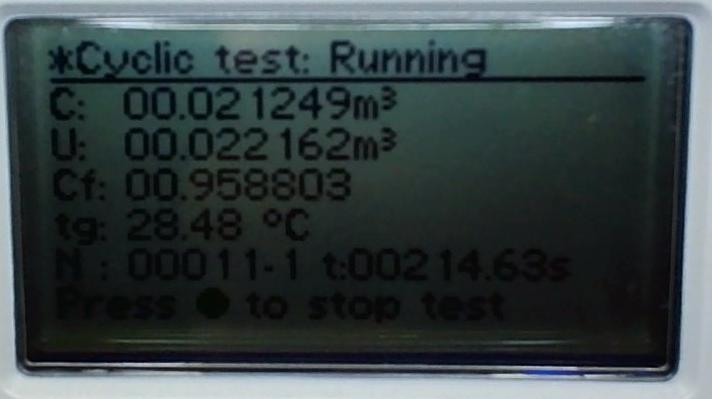 *Cyclic test: Running
C: 00.021249m³
U: 00.022162m³
Cf: 00.958803
tg: 28.48 °C
N : 00011-1 t:00214.63s
Press ● to stop test